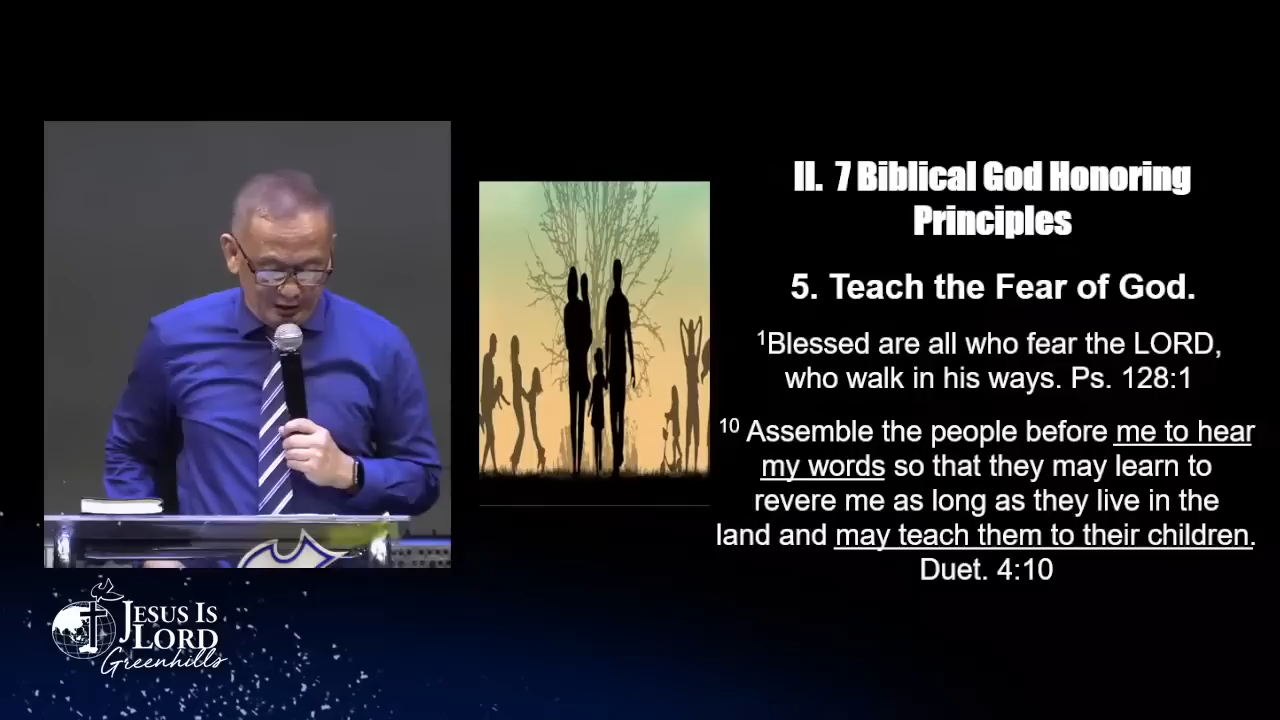 II. 7 Biblical God Honoring
Principles
5. Teach the Fear of God.
¹Blessed are all who fear the LORD,
who walk in his ways. Ps. 128:1
¹⁰ Assemble the people before me to hear
my words so that they may learn to
revere me as long as they live in the
land and may teach them to their children.
Duet. 4:10
JESUS IS
LORD
Greenhills